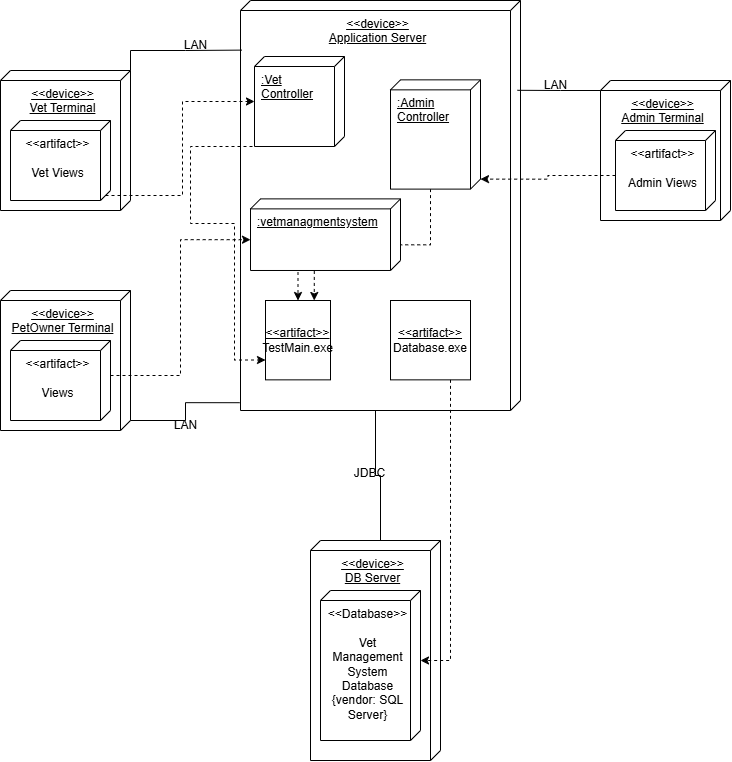 <<device>>
Application Server
LAN
:Vet
Controller
:Admin
Controller
LAN
<<device>>
Vet Terminal
<<artifact>>
Vet Views
<<device>>
Admin Terminal
<<artifact>>
Admin Views
:vetmanagmentsystem
<<device>>
PetOwner Terminal
<<artifact>>
Views
<<artifact>>
TestMain.exe
<<artifact>>
Database.exe
LAN
JDBC
<<device>>
DB Server
<<Database>>
Vet
Management
System
Database
{vendor: SQL
Server}